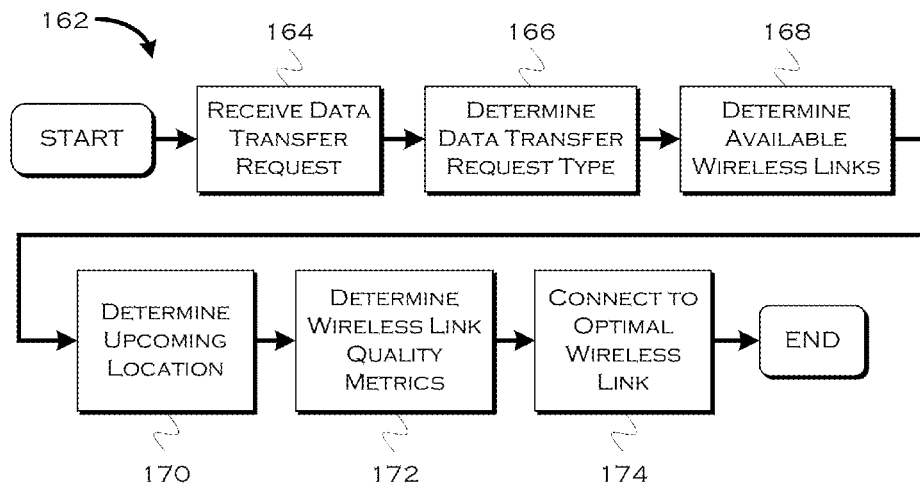 162
164
166
168
START
RECEIVE DATA
TRANSFER
REQUEST
DETERMINE
DATA TRANSFER
REQUEST TYPE
DETERMINE
AVAILABLE
WIRELESS LINKS
DETERMINE
UPCOMING
LOCATION
DETERMINE
WIRELESS LINK
QUALITY
METRICS
CONNECT TO
OPTIMAL
WIRELESS
LINK
END
170
172
174